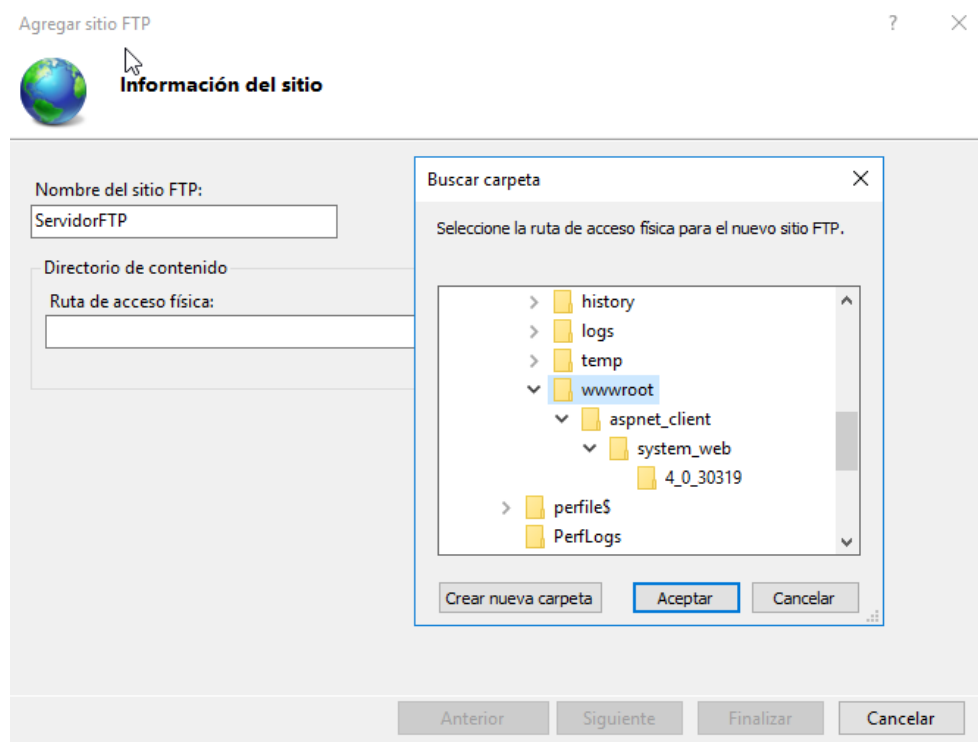 Agregar sitio FTP
?
Información del sitio
Nombre del sitio FTP:
ServidorFTP
Directorio de contenido
Ruta de acceso física:
Buscar carpeta
Seleccione la ruta de acceso física para el nuevo sitio FTP.
history
logs
temp
wwwroot
aspnet_client
system_web
4_0_30319
perfile$
PerfLogs
Crear nueva carpeta
Aceptar
Cancelar
Anterior
Siguiente
Finalizar
Cancelar